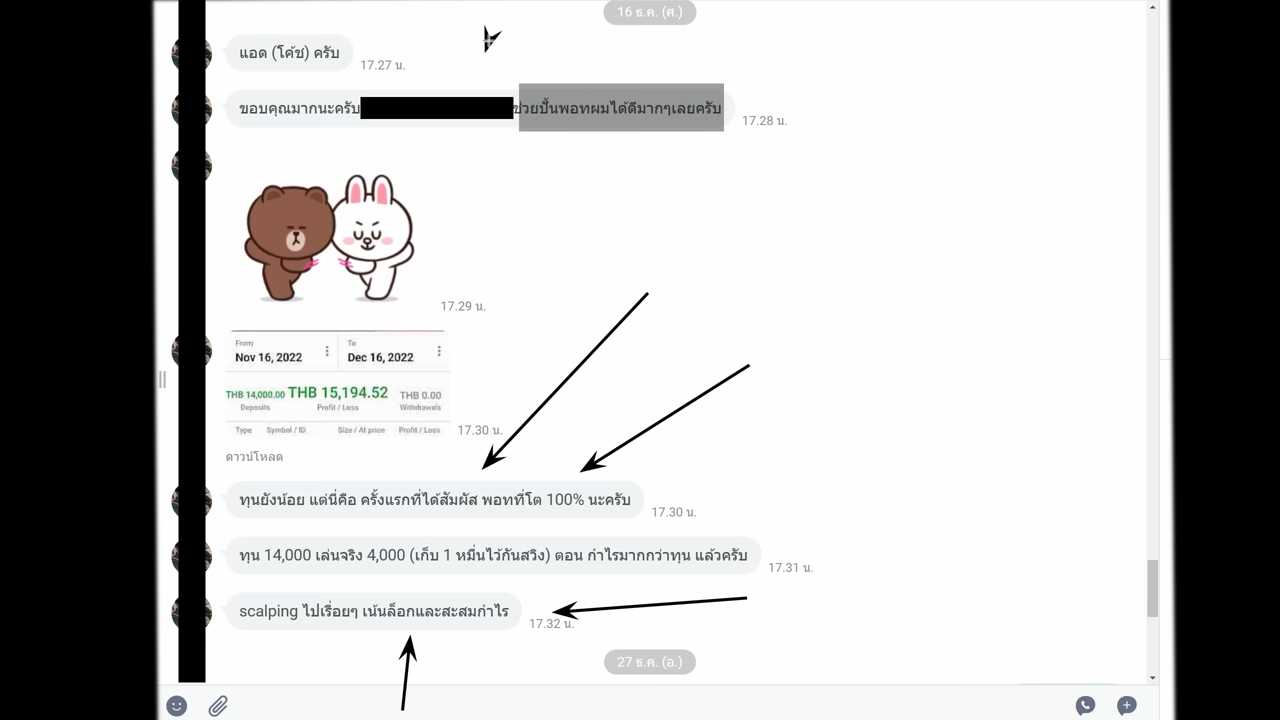 16 ธ.ค. (ศ.)
แอด (โค้ช) ครับ
17.27 น.
ขอบคุณมากนะครับ ช่วยปั้นพอทผมได้ดีมากๆเลยครับ
17.28 น.
17.29 น.
From To
Nov 16, 2022 Dec 16, 2022
THB 14,000.00 THB 15,194.52 THB 0.00
Deposits Profit / Loss Withdrawals
Type Symbol / ID Size / At price Profit / Loss
17.30 น.
ดาวน์โหลด
ทุนยังน้อย แต่นี่คือ ครั้งแรกที่ได้สัมผัส พอทที่โต 100% นะครับ
17.30 น.
ทุน 14,000 เล่นจริง 4,000 (เก็บ 1 หมื่นไว้กันสวิง) ตอน กำไรมากกว่าทุน แล้วครับ
17.31 น.
scalping ไปเรื่อยๆ เน้นล็อกและสะสมกำไร
17.32 น.
27 ธ.ค. (อ.)